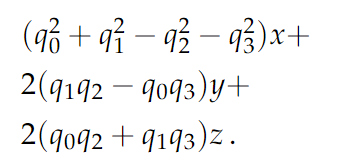 (q₀² + q₁² − q₂² − q₃²)x+
2(q₁q₂ − q₀q₃)y+
2(q₀q₂ + q₁q₃)z .